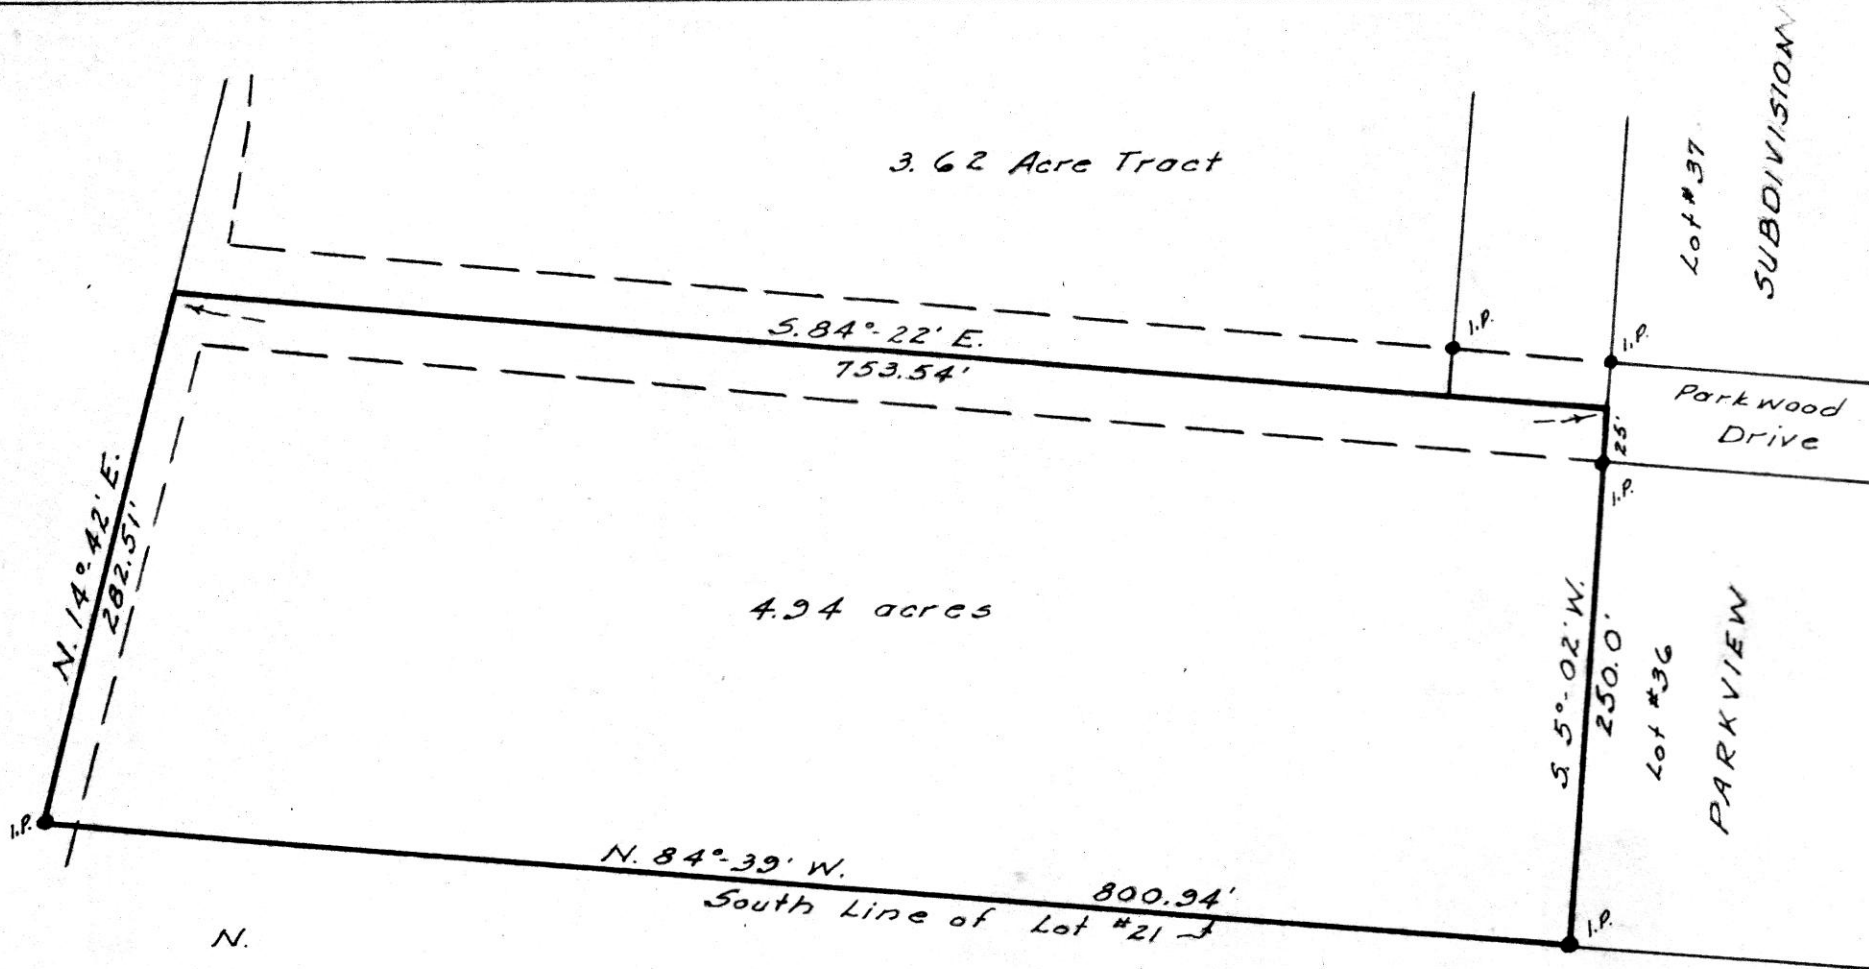 3.62 Acre Tract
Lot #37
SUBDIVISION
S. 84°-22' E.
753.54'
I.P.
I.P.
Parkwood
Drive
25'
I.P.
N. 14°-42' E.
282.51'
4.94 acres
S. 5°-02' W.
250.0'
Lot #36
PARKVIEW
I.P.
N. 84°-39' W.
800.94'
South Line of Lot #21
I.P.
N.